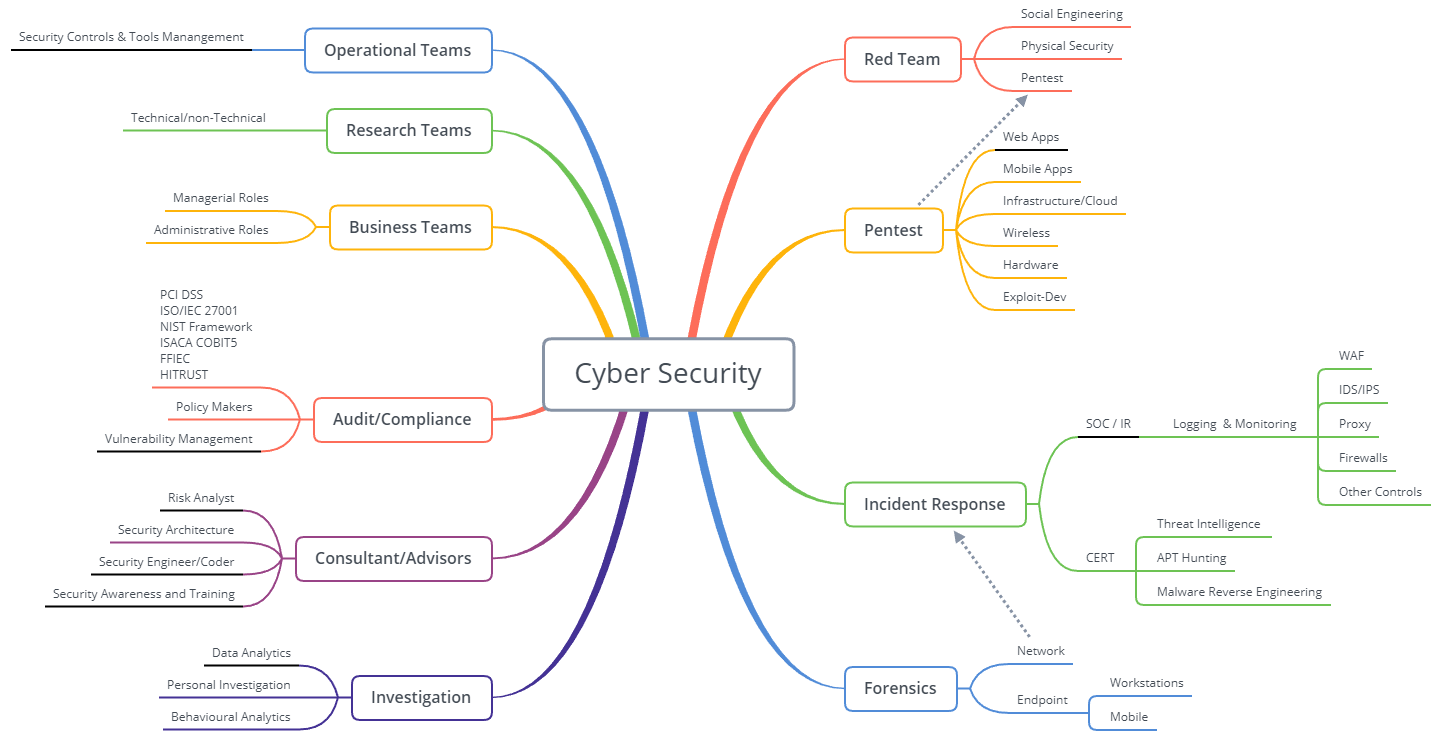 Cyber Security
Operational Teams
Security Controls & Tools Manangement
Research Teams
Technical/non-Technical
Business Teams
Managerial Roles
Administrative Roles
Audit/Compliance
PCI DSS
ISO/IEC 27001
NIST Framework
ISACA COBIT5
FFIEC
HITRUST
Policy Makers
Vulnerability Management
Consultant/Advisors
Risk Analyst
Security Architecture
Security Engineer/Coder
Security Awareness and Training
Investigation
Data Analytics
Personal Investigation
Behavioural Analytics
Red Team
Social Engineering
Physical Security
Pentest
Pentest
Web Apps
Mobile Apps
Infrastructure/Cloud
Wireless
Hardware
Exploit-Dev
Incident Response
SOC / IR
Logging & Monitoring
WAF
IDS/IPS
Proxy
Firewalls
Other Controls
CERT
Threat Intelligence
APT Hunting
Malware Reverse Engineering
Forensics
Network
Endpoint
Workstations
Mobile